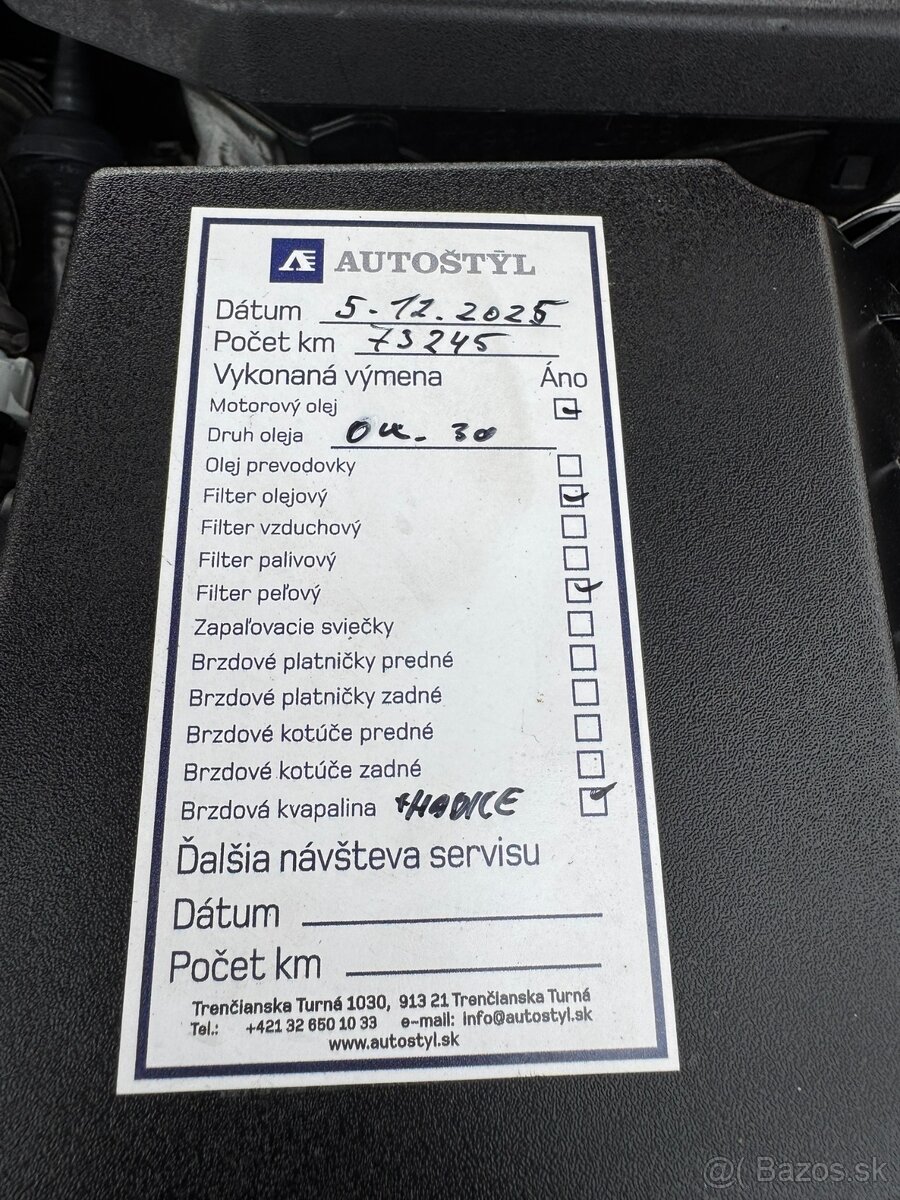 AE AUTOŠTÝL
Dátum 5.12.2025
Počet km 73245
Vykonaná výmena Áno
Motorový olej
Druh oleja 0W-30
Olej prevodovky
Filter olejový
Filter vzduchový
Filter palivový
Filter peľový
Zapaľovacie sviečky
Brzdové platničky predné
Brzdové platničky zadné
Brzdové kotúče predné
Brzdové kotúče zadné
Brzdová kvapalina +HADICE
Ďalšia návšteva servisu
Dátum
Počet km
Trenčianska Turná 1030, 913 21 Trenčianska Turná
Tel.: +421 32 650 10 33 e-mail: info@autostyl.sk
www.autostyl.sk
@( Bazos.sk